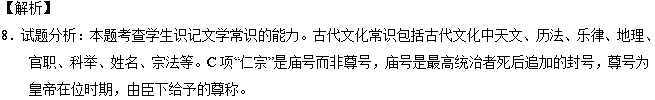 【解析】
8．试题分析：本题考查学生识记文学常识的能力。古代文化常识包括古代文化中天文、历法、乐律、地理、
官职、科举、姓名、宗法等。C 项“仁宗”是庙号而非尊号，庙号是最高统治者死后追加的封号，尊号为
皇帝在位时期，由臣下给予的尊称。